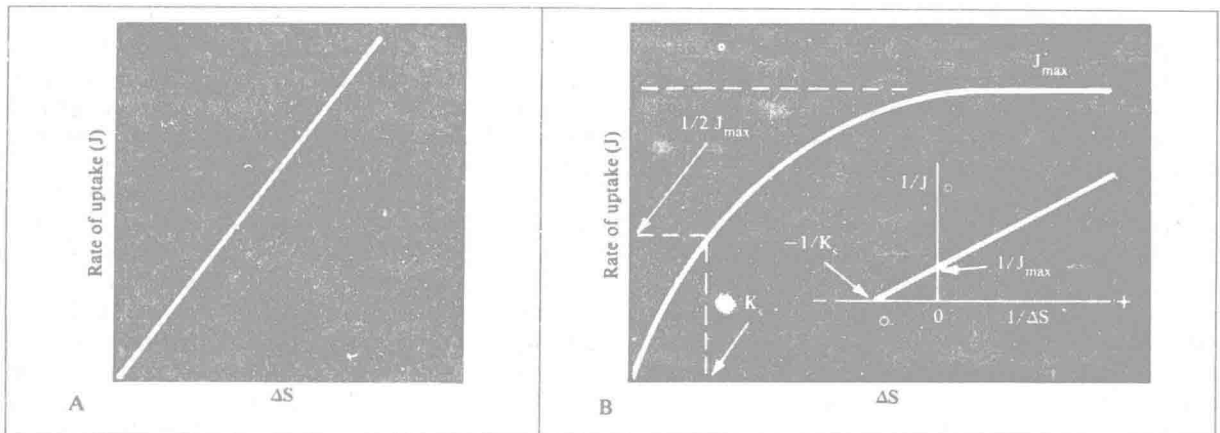 Rate of uptake (J)
A
ΔS
Rate of uptake (J)
J_max
1/2 J_max
1/J
−1/K_s
1/J_max
K_s
−
0
1/ΔS
+
B
ΔS